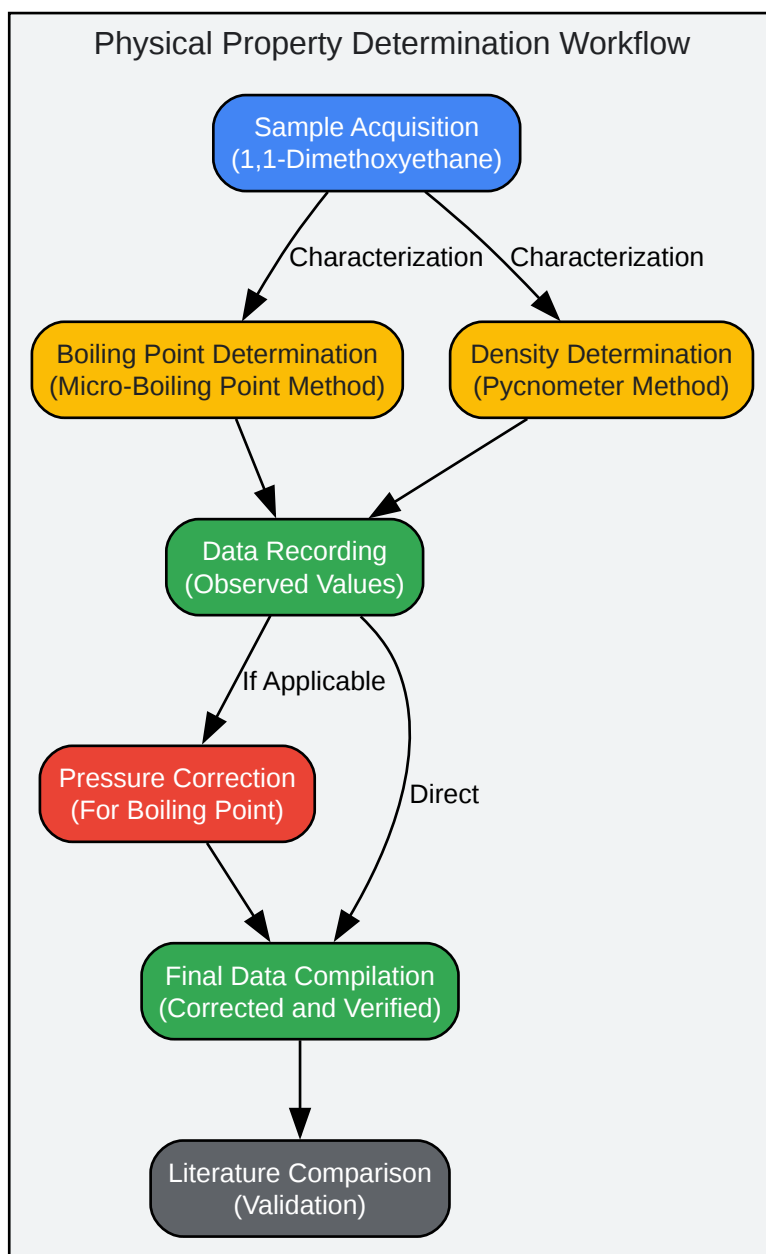 Physical Property Determination Workflow
Sample Acquisition
(1,1-Dimethoxyethane)
Characterization
Characterization
Boiling Point Determination
(Micro-Boiling Point Method)
Density Determination
(Pycnometer Method)
Data Recording
(Observed Values)
If Applicable
Pressure Correction
(For Boiling Point)
Direct
Final Data Compilation
(Corrected and Verified)
Literature Comparison
(Validation)